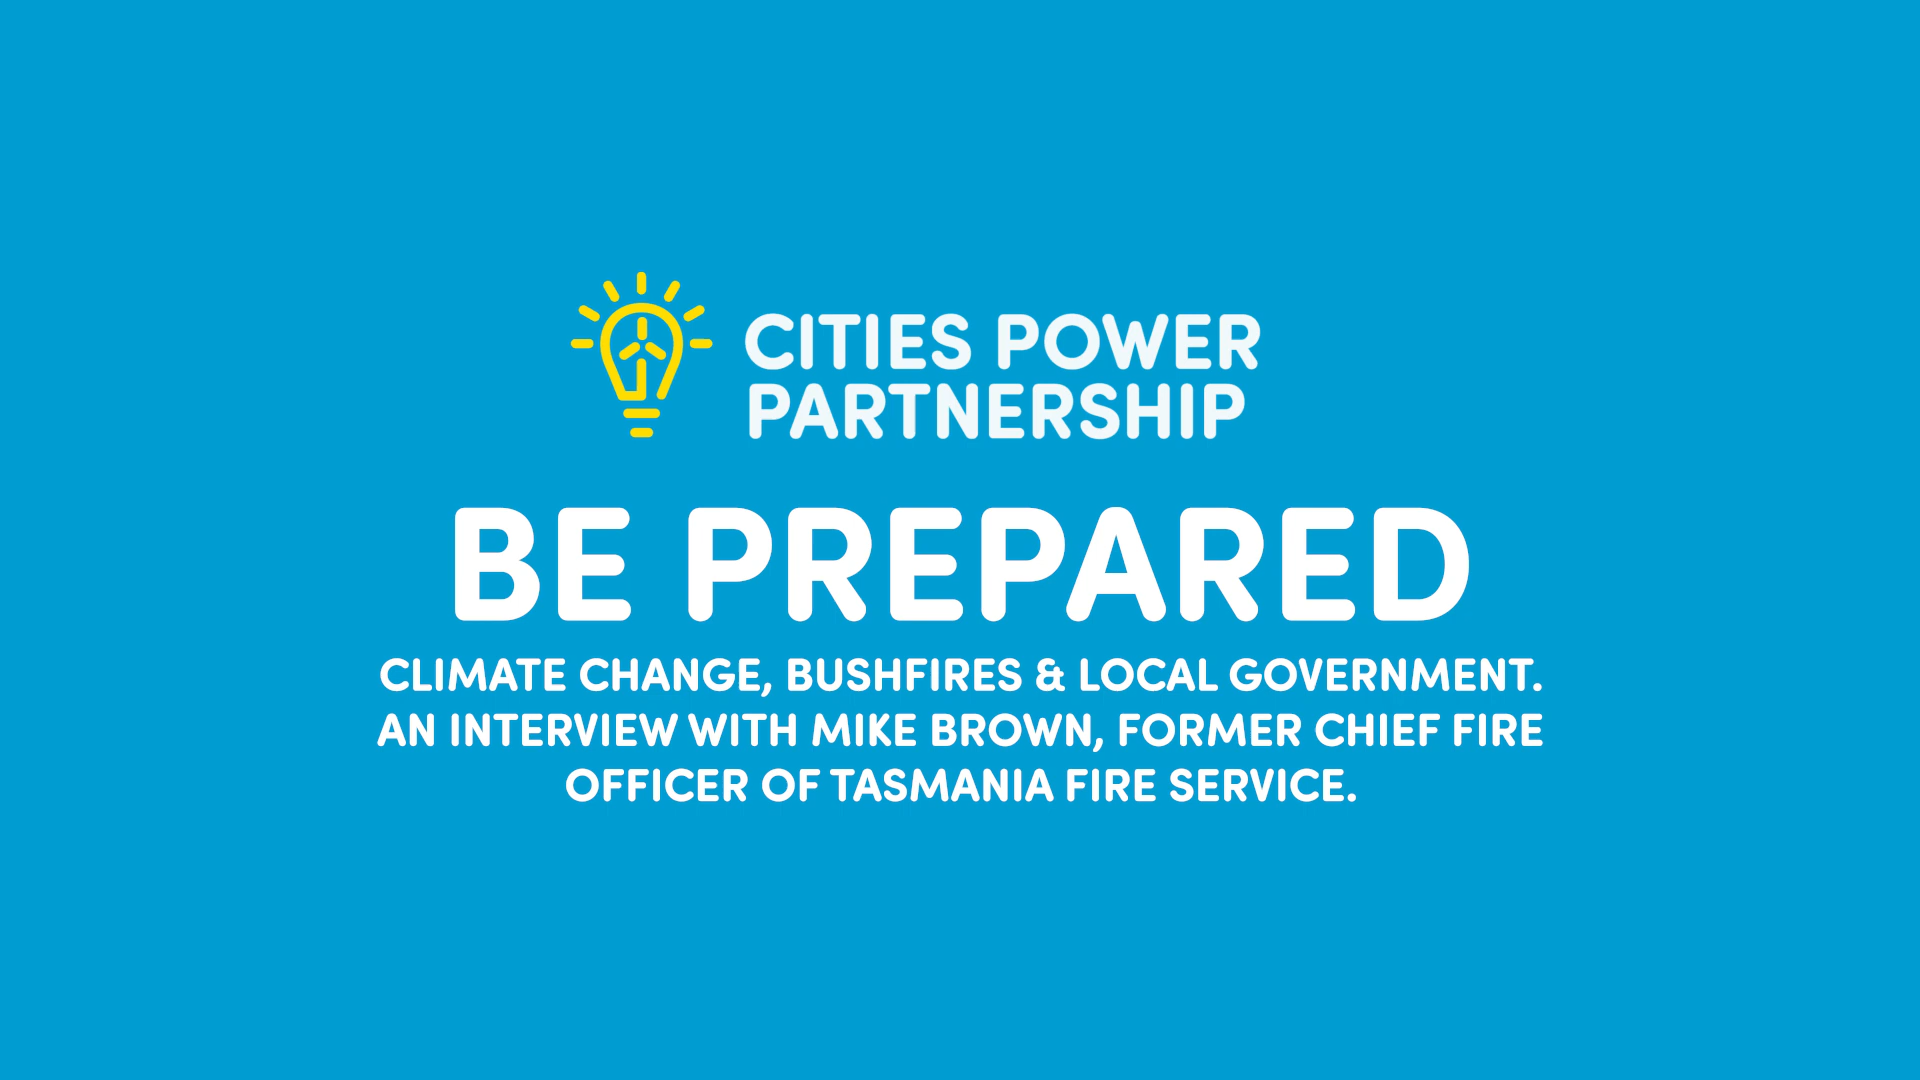 CITIES POWER
PARTNERSHIP
BE PREPARED
CLIMATE CHANGE, BUSHFIRES & LOCAL GOVERNMENT.
AN INTERVIEW WITH MIKE BROWN, FORMER CHIEF FIRE
OFFICER OF TASMANIA FIRE SERVICE.